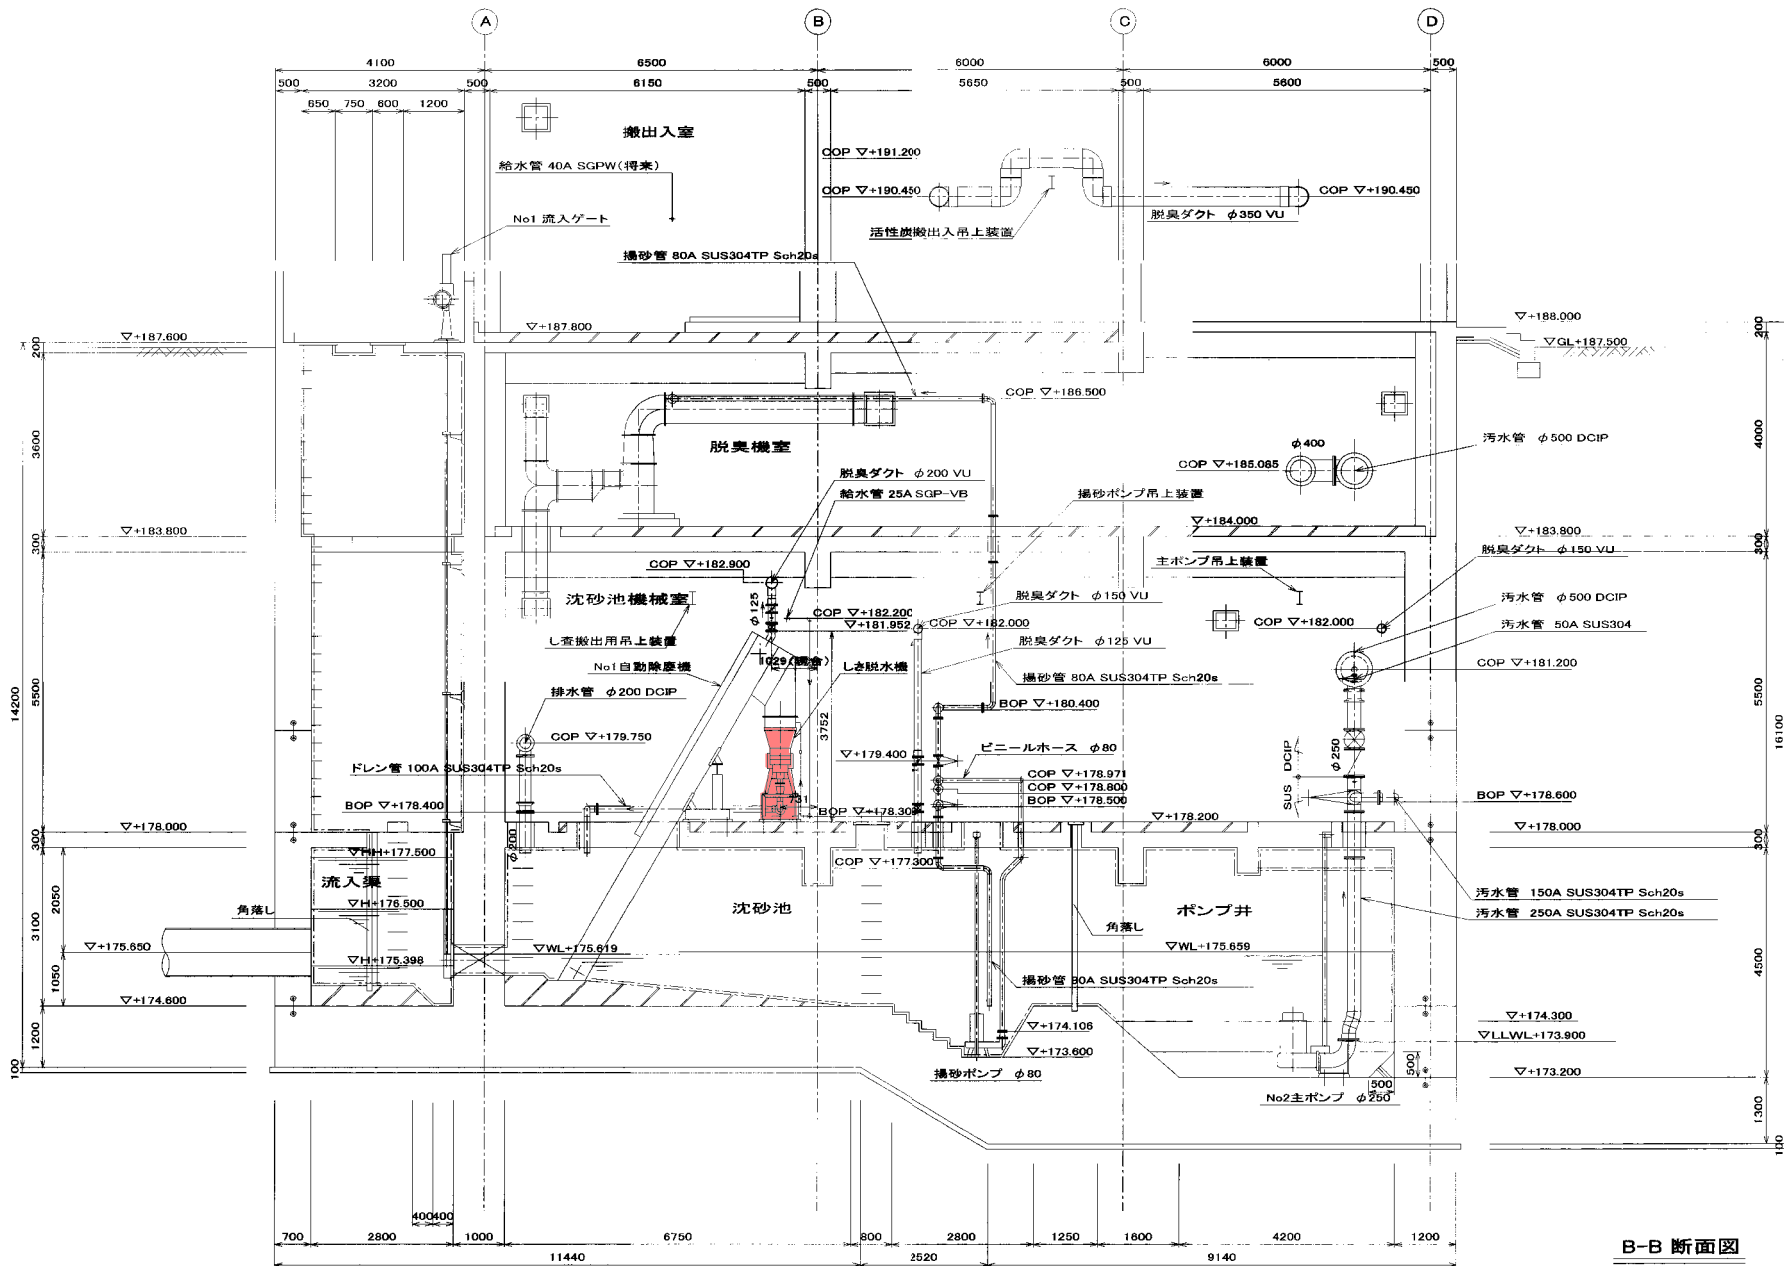 A
B
C
D
4100
6500
6000
6000
500
500
3200
500
6150
500
5650
500
5600
650
750
600
1200
搬出入室
COP ▽+191.200
給水管 40A SGPW(将来)
COP ▽+190.450
COP ▽+190.450
No1 流入ゲート
脱臭ダクト φ350 VU
活性炭搬出入吊上装置
揚砂管 80A SUS304TP Sch20s
▽+188.000
▽+187.800
▽+187.600
▽GL+187.500
200
200
COP ▽+186.500
3600
4000
脱臭機室
φ400
汚水管 φ500 DCIP
COP ▽+185.085
脱臭ダクト φ200 VU
給水管 25A SGP-VB
揚砂ポンプ吊上装置
▽+184.000
▽+183.800
▽+183.800
300
300
脱臭ダクト φ150 VU
COP ▽+182.900
主ポンプ吊上装置
沈砂池機械室
φ125
脱臭ダクト φ150 VU
汚水管 φ500 DCIP
COP ▽+182.200
▽+181.952
COP ▽+182.000
COP ▽+182.000
汚水管 50A SUS304
し査搬出用吊上装置
脱臭ダクト φ125 VU
No1自動除塵機
しさ脱水機
COP ▽+181.200
揚砂管 80A SUS304TP Sch20s
排水管 φ200 DCIP
14200
5500
3752
5500
16100
BOP ▽+180.400
COP ▽+179.750
▽+179.400
ビニールホース φ80
SUS DCIP
φ250
ドレン管 100A SUS304TP Sch20s
COP ▽+178.971
COP ▽+178.800
BOP ▽+178.500
BOP ▽+178.600
731
BOP ▽+178.400
BOP ▽+178.300
▽+178.200
▽+178.000
▽+178.000
300
300
φ200
▽HH+177.500
COP ▽+177.300
流入渠
▽H+176.500
角落し
沈砂池
ポンプ井
汚水管 150A SUS304TP Sch20s
汚水管 250A SUS304TP Sch20s
角落し
3100
2050
1050
4500
▽+175.650
▽WL+175.619
▽WL+175.659
▽H+175.398
揚砂管 80A SUS304TP Sch20s
▽+174.600
▽+174.300
▽+174.106
▽LLWL+173.900
1200
▽+173.600
100
揚砂ポンプ φ80
▽+173.200
500
500
No2主ポンプ φ250
1300
100
400
400
700
2800
1000
6750
800
2800
1250
1600
4200
1200
11440
2520
9140
B-B 断面図